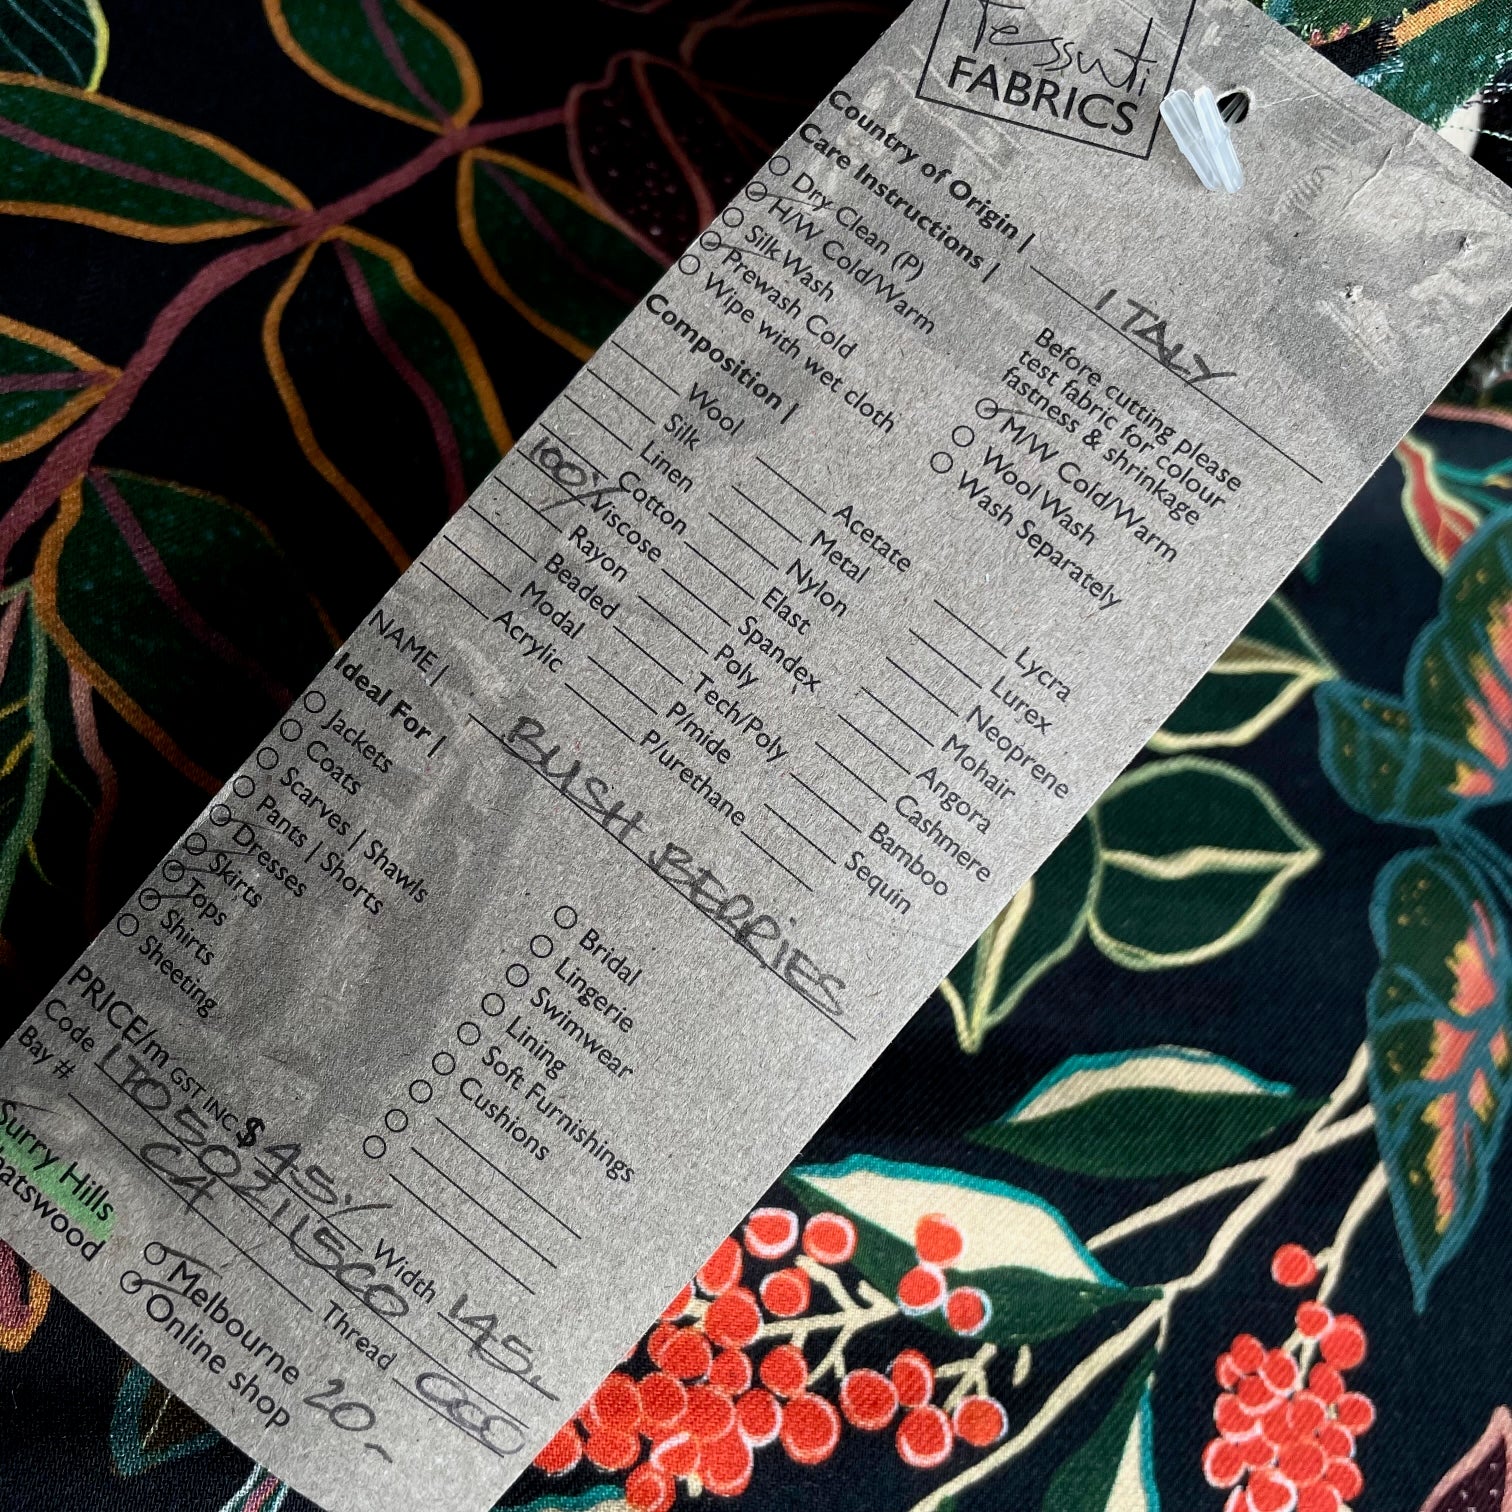 Tessuti
FABRICS
Country of Origin | ITALY
Care Instructions |
Dry Clean (P)
H/W Cold/Warm
Silk Wash
Prewash Cold
Wipe with wet cloth
Before cutting please
test fabric for colour
fastness & shrinkage
M/W Cold/Warm
Wool Wash
Wash Separately
Composition |
Wool
Silk
Linen
Cotton
100% Viscose
Rayon
Beaded
Modal
Acrylic
Acetate
Metal
Nylon
Elast
Spandex
Poly
Tech/Poly
P/mide
P/urethane
Lycra
Lurex
Neoprene
Mohair
Angora
Cashmere
Bamboo
Sequin
NAME | BUSH BERRIES
Ideal For |
Jackets
Coats
Scarves | Shawls
Pants | Shorts
Dresses
Skirts
Tops
Shirts
Sheeting
Bridal
Lingerie
Swimwear
Lining
Soft Furnishings
Cushions
PRICE/m GST INC $45 Width 145
Code
Bay # Thread
Surry Hills
hatswood
Melbourne
Online shop 20